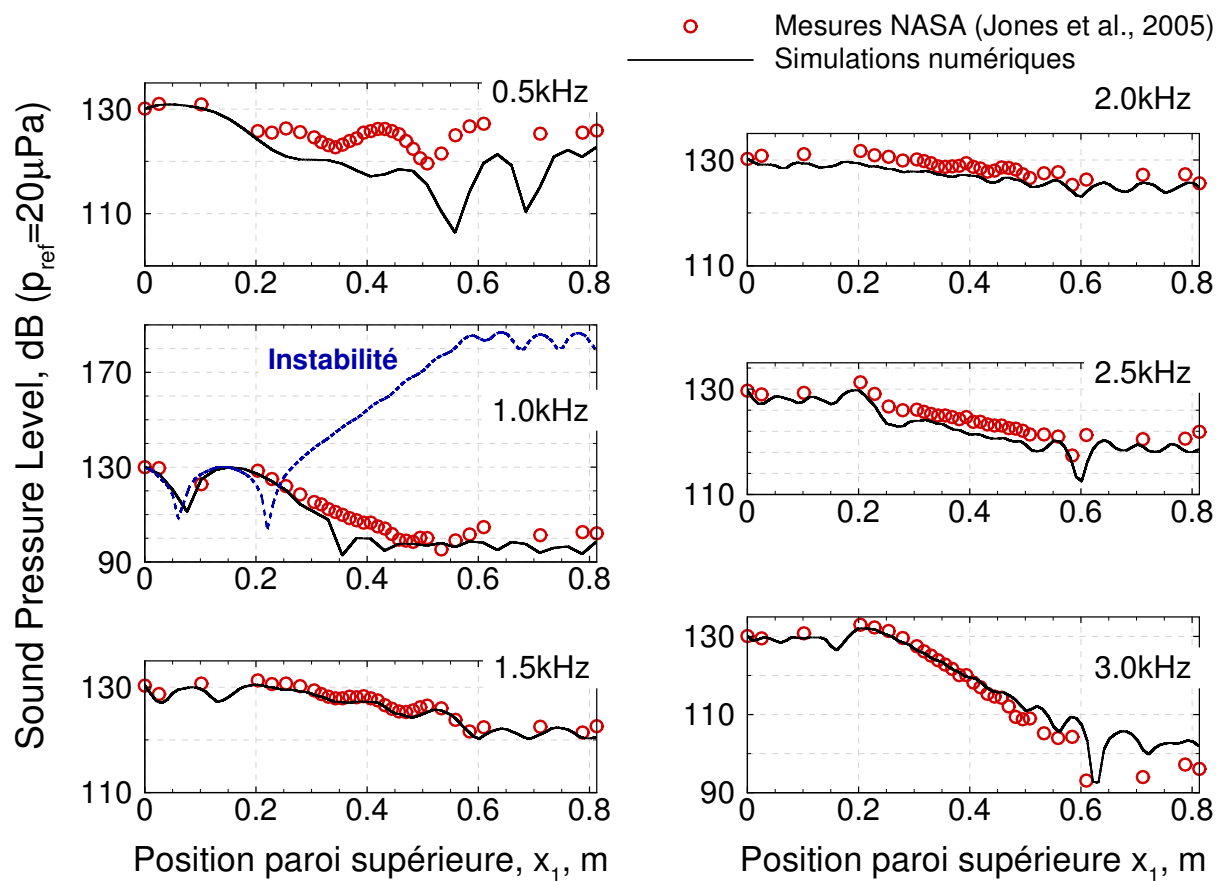 Mesures NASA (Jones et al., 2005)
Simulations numériques
Sound Pressure Level, dB (p_ref=20µPa)
0.5kHz
130
110
0 0.2 0.4 0.6 0.8
Instabilité
1.0kHz
170
130
90
0 0.2 0.4 0.6 0.8
1.5kHz
130
110
0 0.2 0.4 0.6 0.8
Position paroi supérieure, x_1, m
2.0kHz
130
110
0 0.2 0.4 0.6 0.8
2.5kHz
130
110
0 0.2 0.4 0.6 0.8
3.0kHz
130
110
90
0 0.2 0.4 0.6 0.8
Position paroi supérieure x_1, m